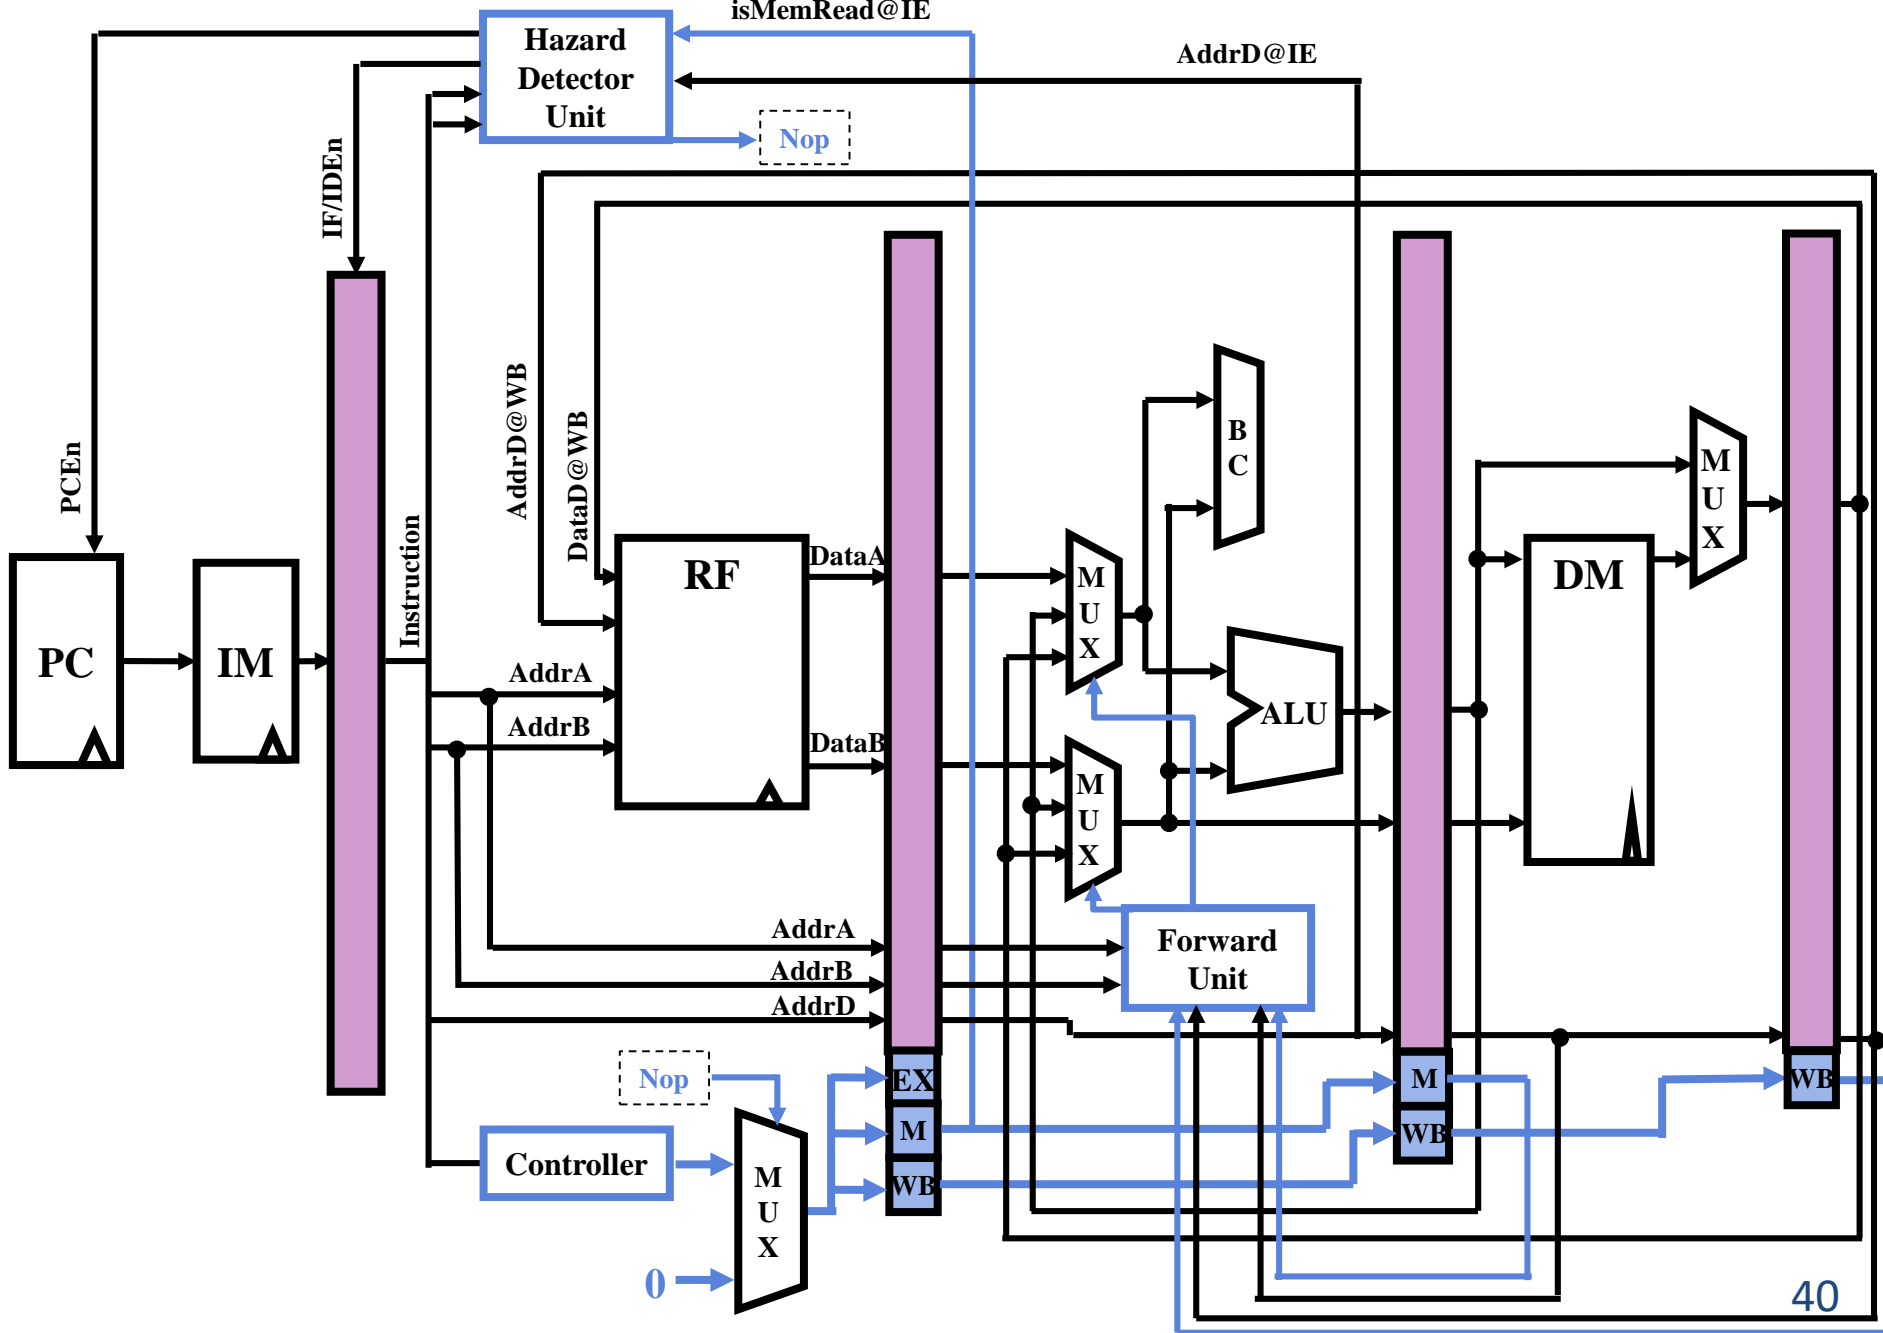 isMemRead@IE
Hazard
Detector
Unit
AddrD@IE
Nop
IF/IDEn
PCEn
AddrD@WB
DataD@WB
Instruction
B
C
M
U
X
RF
DataA
DM
M
U
X
PC
IM
AddrA
AddrB
ALU
DataB
M
U
X
AddrA
AddrB
AddrD
Forward
Unit
Nop
EX
M
WB
M
WB
WB
Controller
M
U
X
0
40